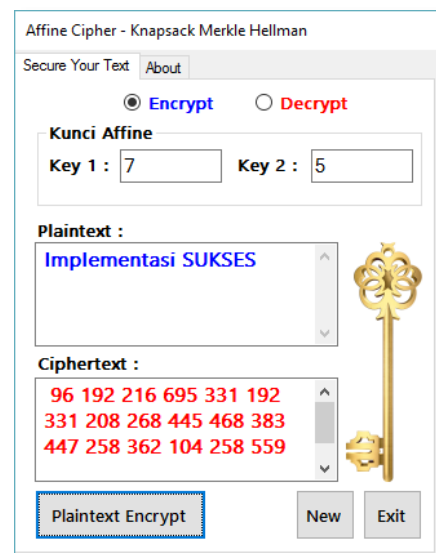 Affine Cipher - Knapsack Merkle Hellman
Secure Your Text About
Encrypt Decrypt
Kunci Affine
Key 1 : 7 Key 2 : 5
Plaintext :
Implementasi SUKSES
Ciphertext :
96 192 216 695 331 192
331 208 268 445 468 383
447 258 362 104 258 559
Plaintext Encrypt New Exit